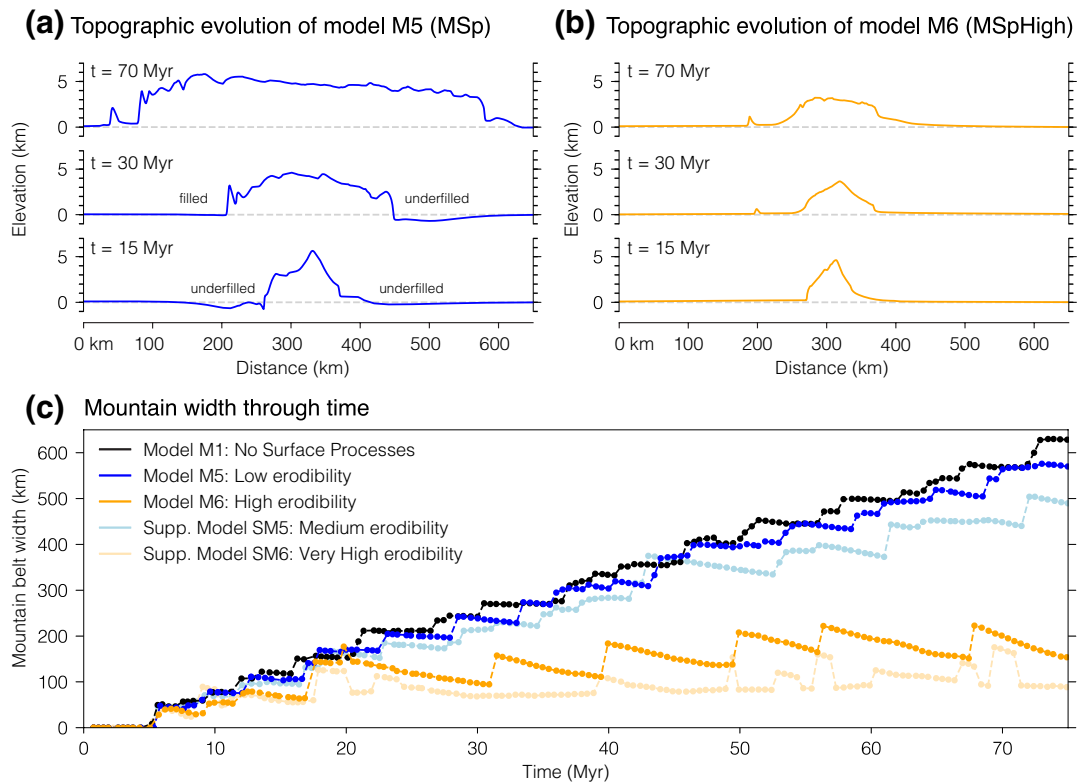 (a) Topographic evolution of model M5 (MSp)
t = 70 Myr
5
0
t = 30 Myr
5
0
filled
underfilled
t = 15 Myr
5
0
underfilled
underfilled
Elevation (km)
0 km 100 200 300 400 500 600
Distance (km)
(b) Topographic evolution of model M6 (MSpHigh)
t = 70 Myr
5
0
t = 30 Myr
5
0
t = 15 Myr
5
0
Elevation (km)
0 km 100 200 300 400 500 600
Distance (km)
(c) Mountain width through time
Model M1: No Surface Processes
Model M5: Low erodibility
Model M6: High erodibility
Supp. Model SM5: Medium erodibility
Supp. Model SM6: Very High erodibility
Mountain belt width (km)
600
500
400
300
200
100
0
0 10 20 30 40 50 60 70
Time (Myr)